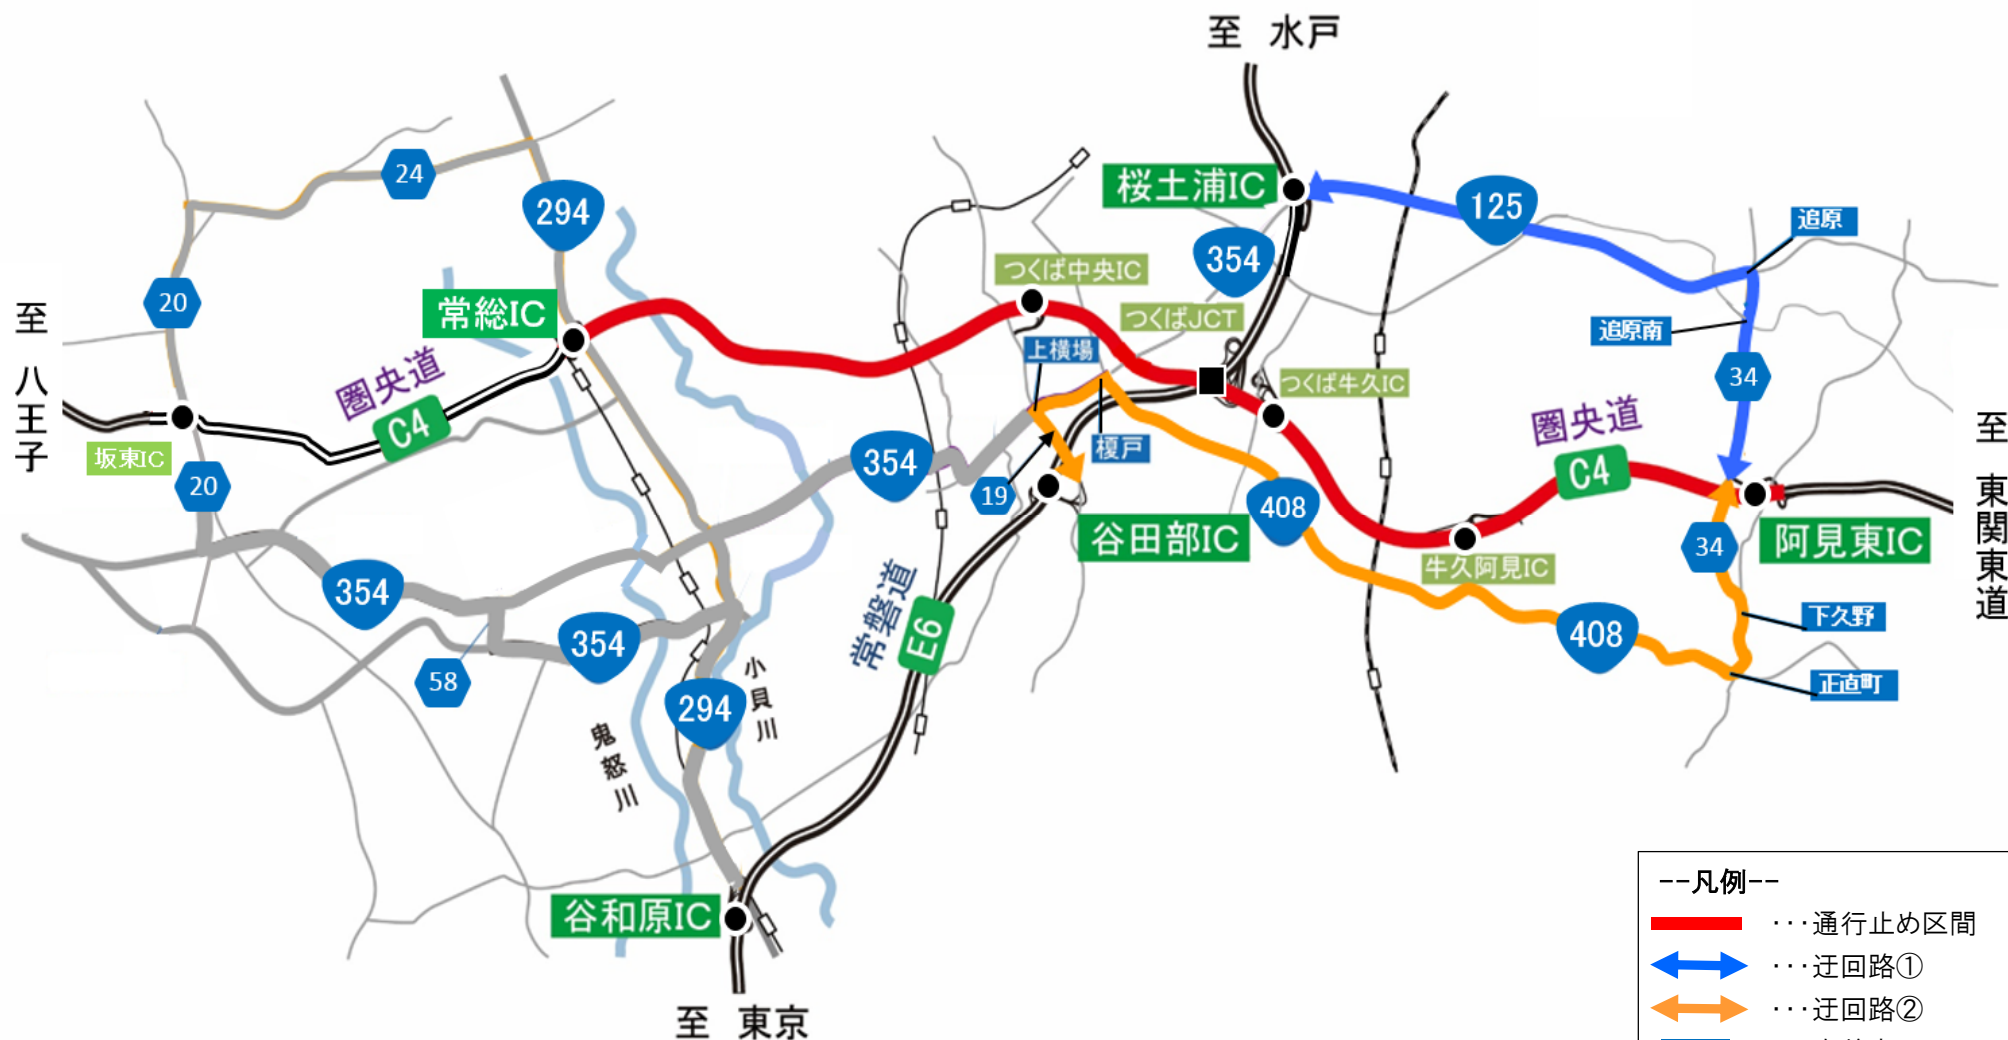 至 水戸
24
294
桜土浦IC
125
追原
354
つくば中央IC
20
常総IC
つくばJCT
追原南
至 八王子
圏央道
C4
上横場
つくば牛久IC
34
圏央道
C4
至 東関東道
坂東IC
20
354
榎戸
19
408
谷田部IC
阿見東IC
34
牛久阿見IC
354
常磐道
E6
354
下久野
408
58
小貝川
正直町
294
鬼怒川
谷和原IC
至 東京
--凡例--
・・・通行止め区間
・・・迂回路①
・・・迂回路②